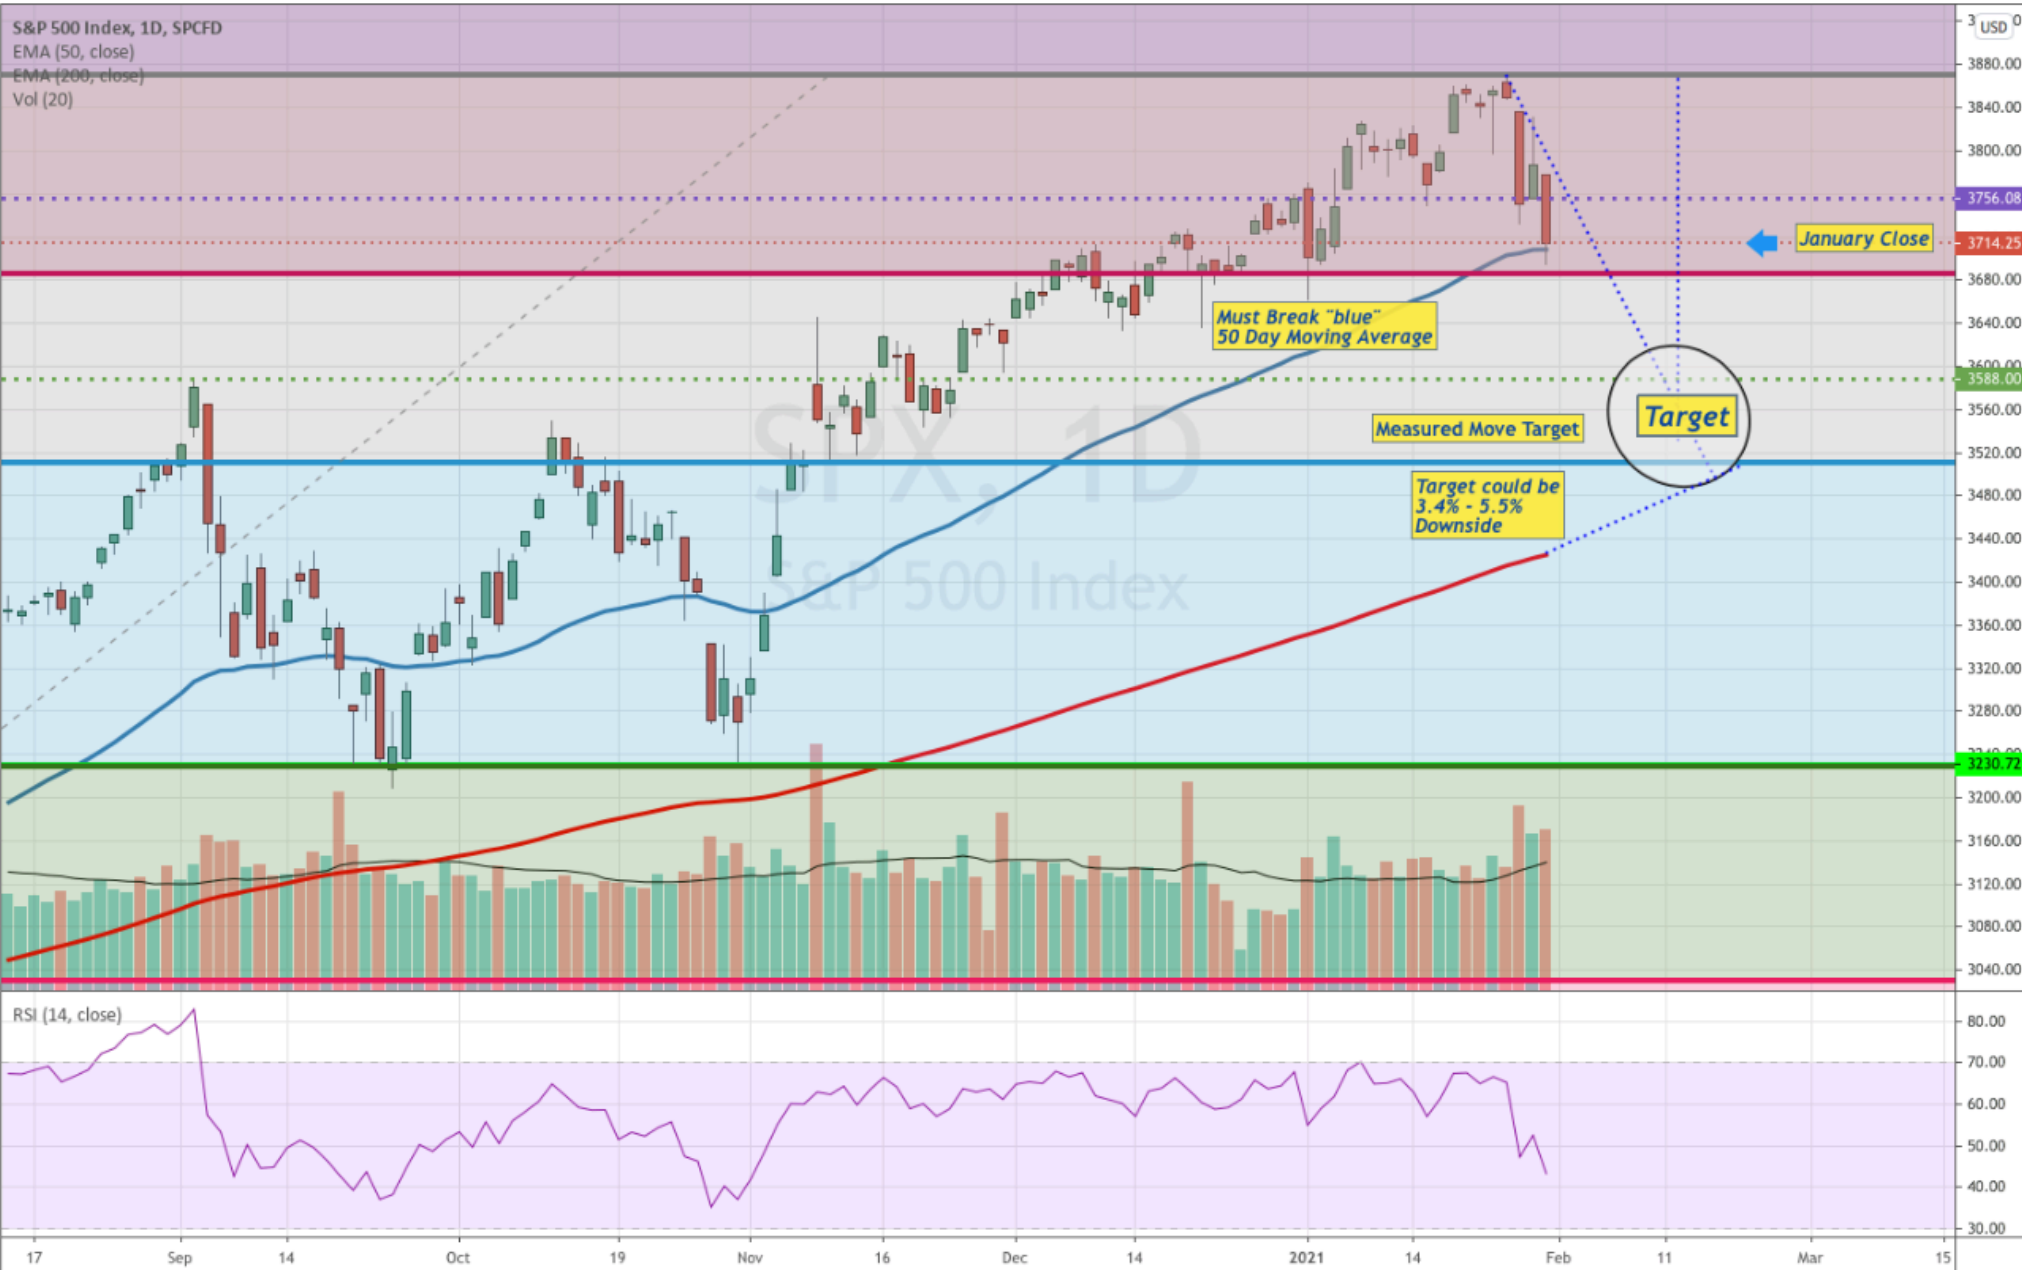 S&P 500 Index, 1D, SPCFD
EMA (50, close)
EMA (200, close)
Vol (20)
USD
3880.00
3840.00
3800.00
3756.08
January Close
3714.25
3680.00
Must Break "blue"
50 Day Moving Average
3640.00
3600.00
3588.00
3560.00
Target
Measured Move Target
3520.00
SPX, 1D
Target could be
3.4% - 5.5%
Downside
3480.00
3440.00
S&P 500 Index
3400.00
3360.00
3320.00
3280.00
3240.00
3230.72
3200.00
3160.00
3120.00
3080.00
3040.00
RSI (14, close)
80.00
70.00
60.00
50.00
40.00
30.00
17 Sep 14 Oct 19 Nov 16 Dec 14 2021 14 Feb 11 Mar 15